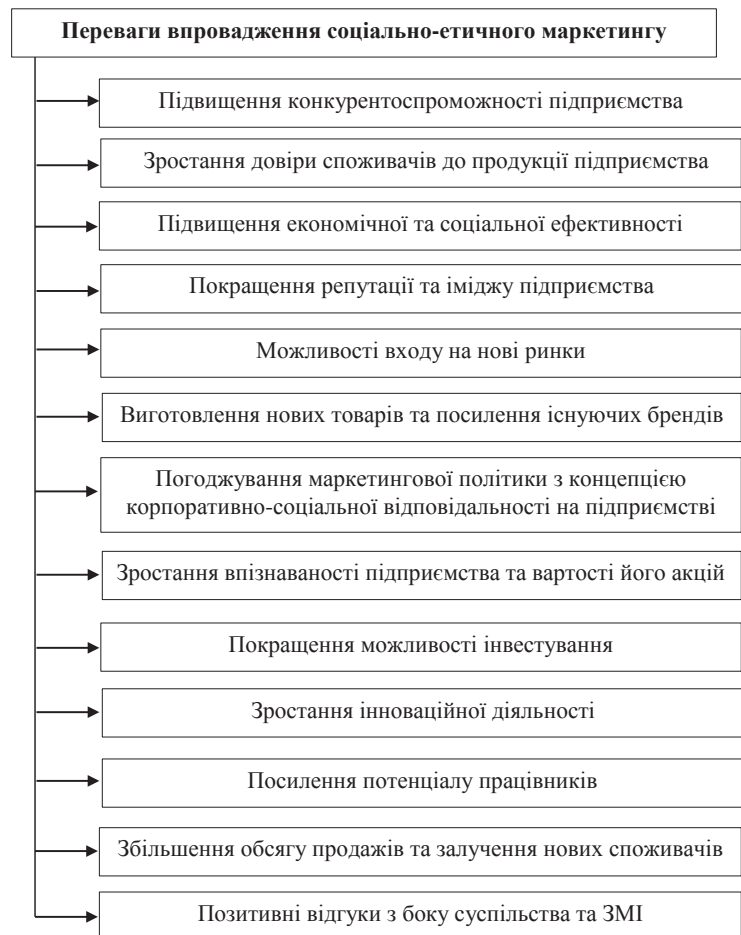 Переваги впровадження соціально-етичного маркетингу
Підвищення конкурентоспроможності підприємства
Зростання довіри споживачів до продукції підприємства
Підвищення економічної та соціальної ефективності
Покращення репутації та іміджу підприємства
Можливості входу на нові ринки
Виготовлення нових товарів та посилення існуючих брендів
Погоджування маркетингової політики з концепцією
корпоративно-соціальної відповідальності на підприємстві
Зростання впізнаваності підприємства та вартості його акцій
Покращення можливості інвестування
Зростання інноваційної діяльності
Посилення потенціалу працівників
Збільшення обсягу продажів та залучення нових споживачів
Позитивні відгуки з боку суспільства та ЗМІ